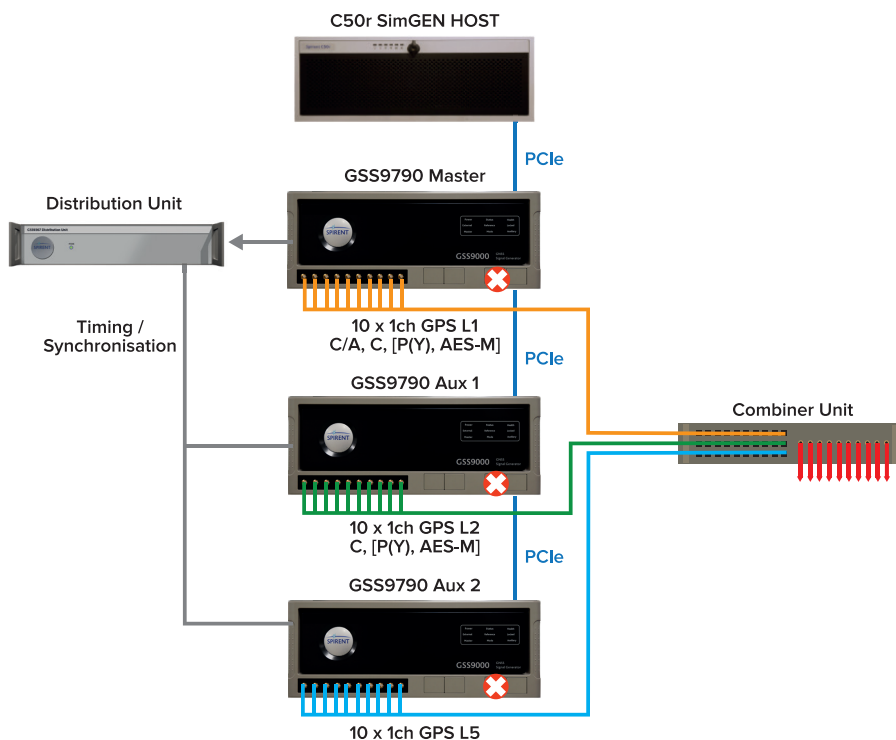 C50r SimGEN HOST
PCIe
GSS9790 Master
Distribution Unit
SPIRENT
SPIRENT
GSS9000
Timing /
Synchronisation
10 x 1ch GPS L1
C/A, C, [P(Y), AES-M]
PCIe
GSS9790 Aux 1
Combiner Unit
SPIRENT
GSS9000
10 x 1ch GPS L2
C, [P(Y), AES-M]
PCIe
GSS9790 Aux 2
SPIRENT
GSS9000
10 x 1ch GPS L5